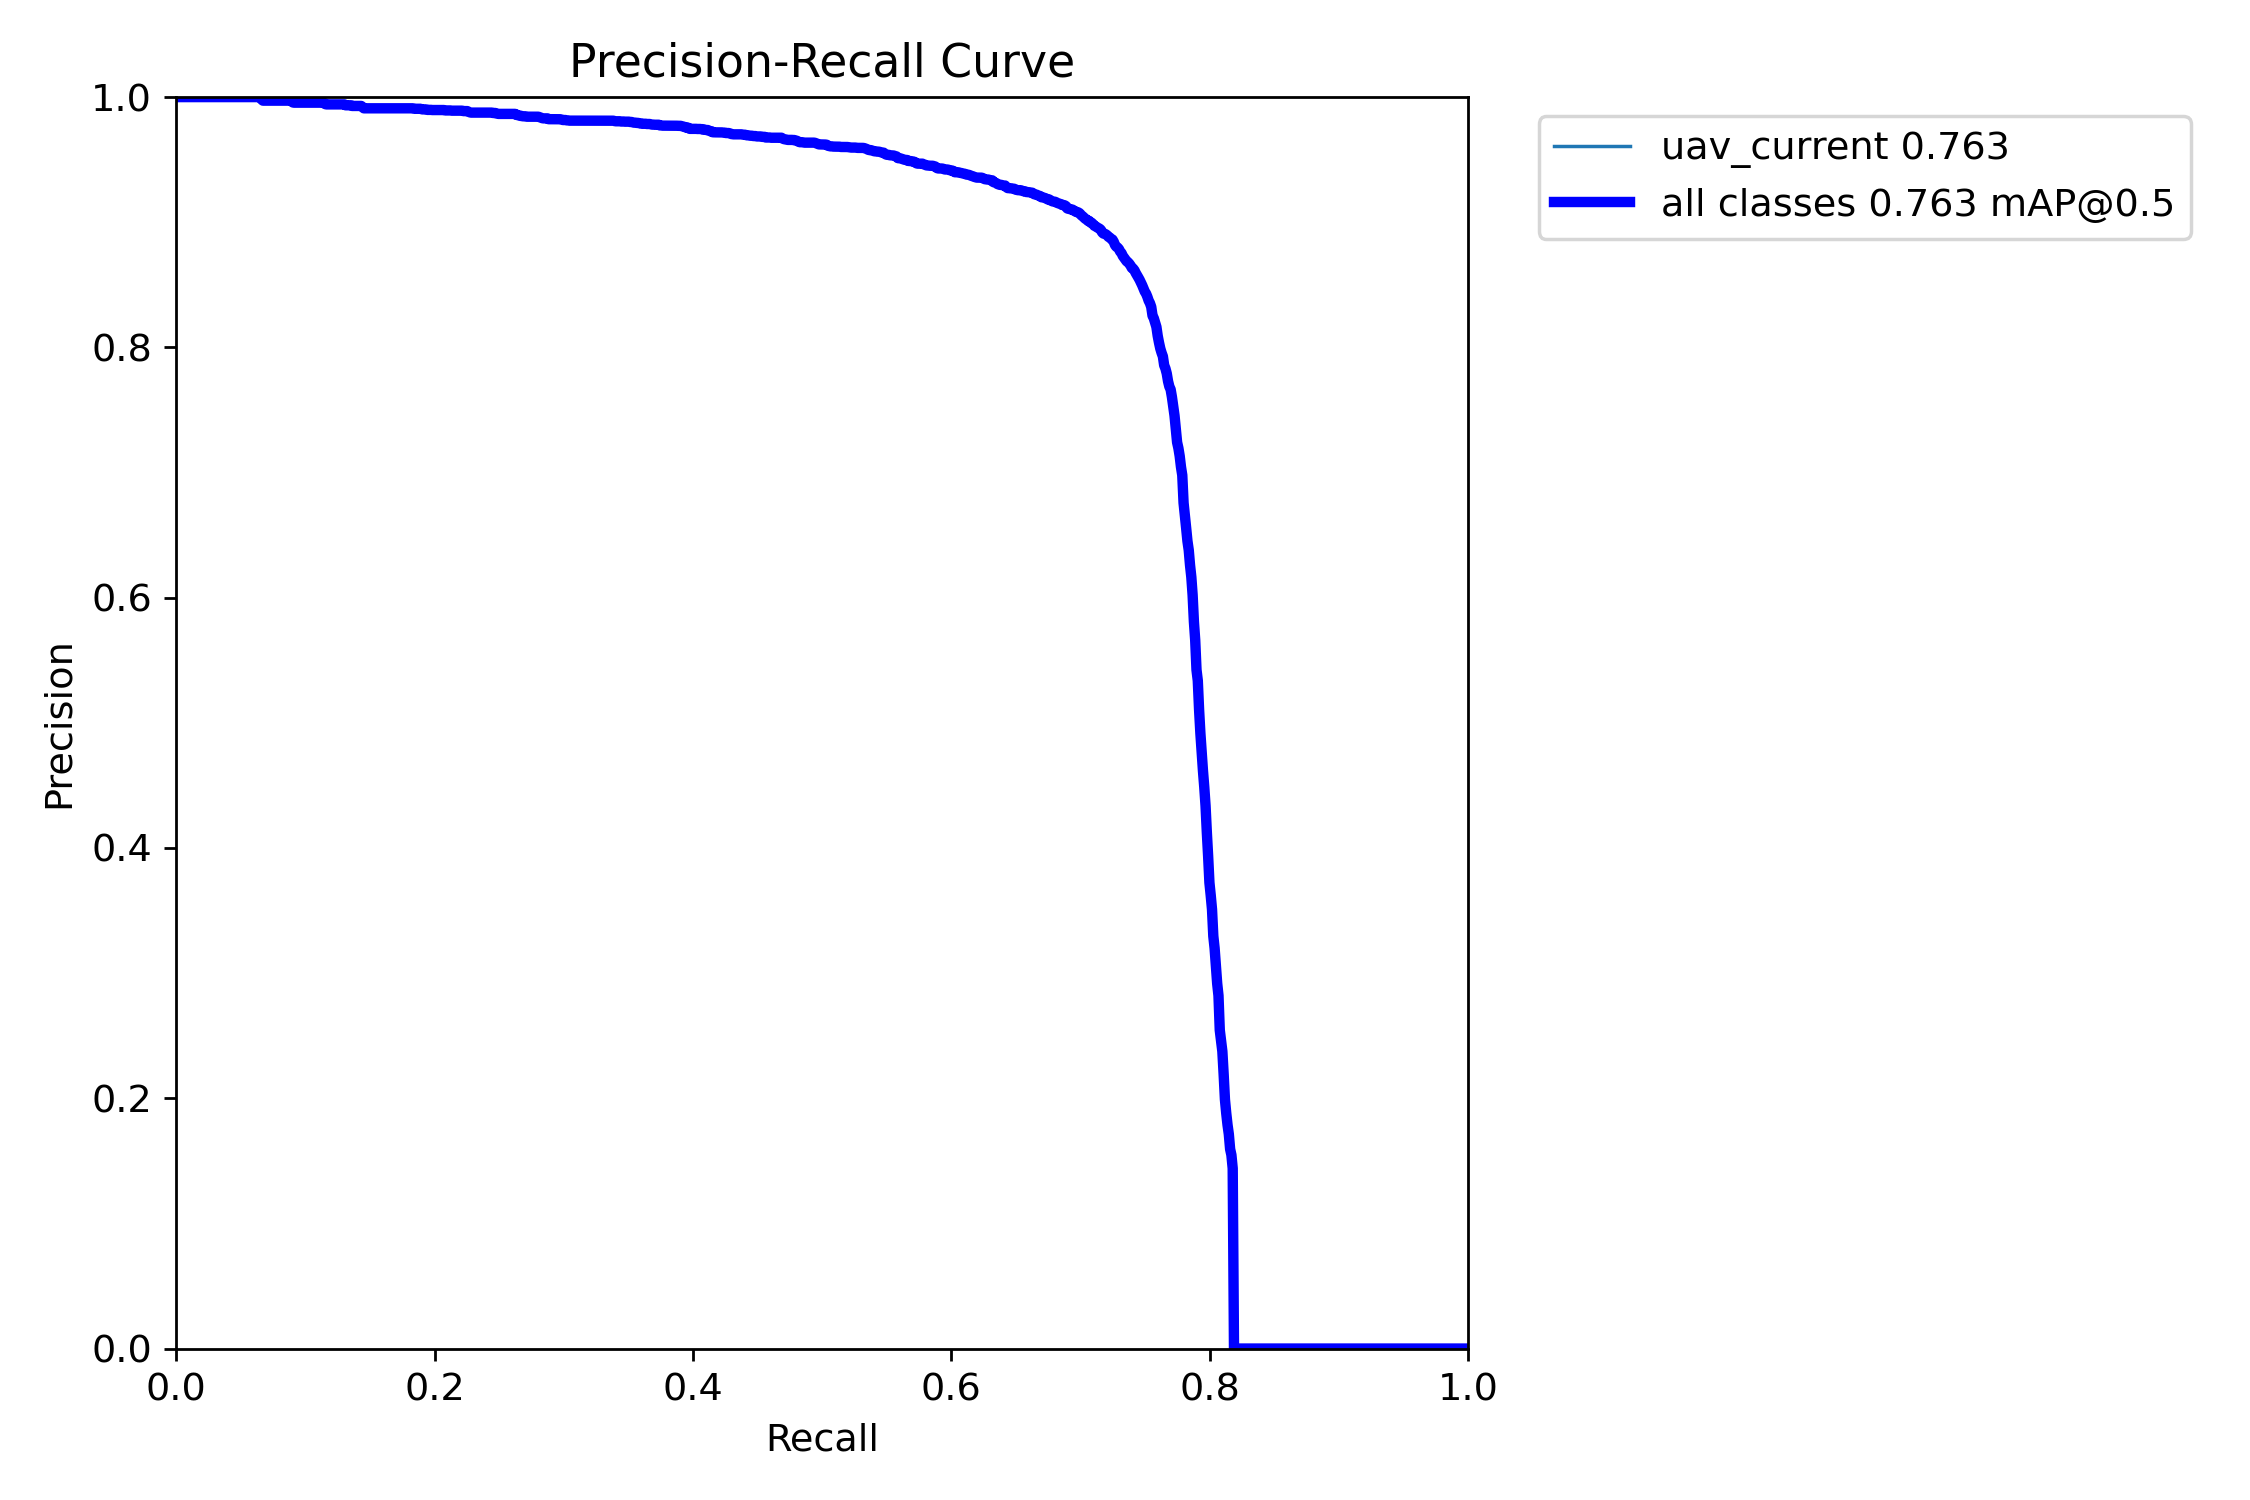 Precision-Recall Curve
1.0
0.8
0.6
0.4
0.2
0.0
Precision
0.0 0.2 0.4 0.6 0.8 1.0
Recall
uav_current 0.763
all classes 0.763 mAP@0.5